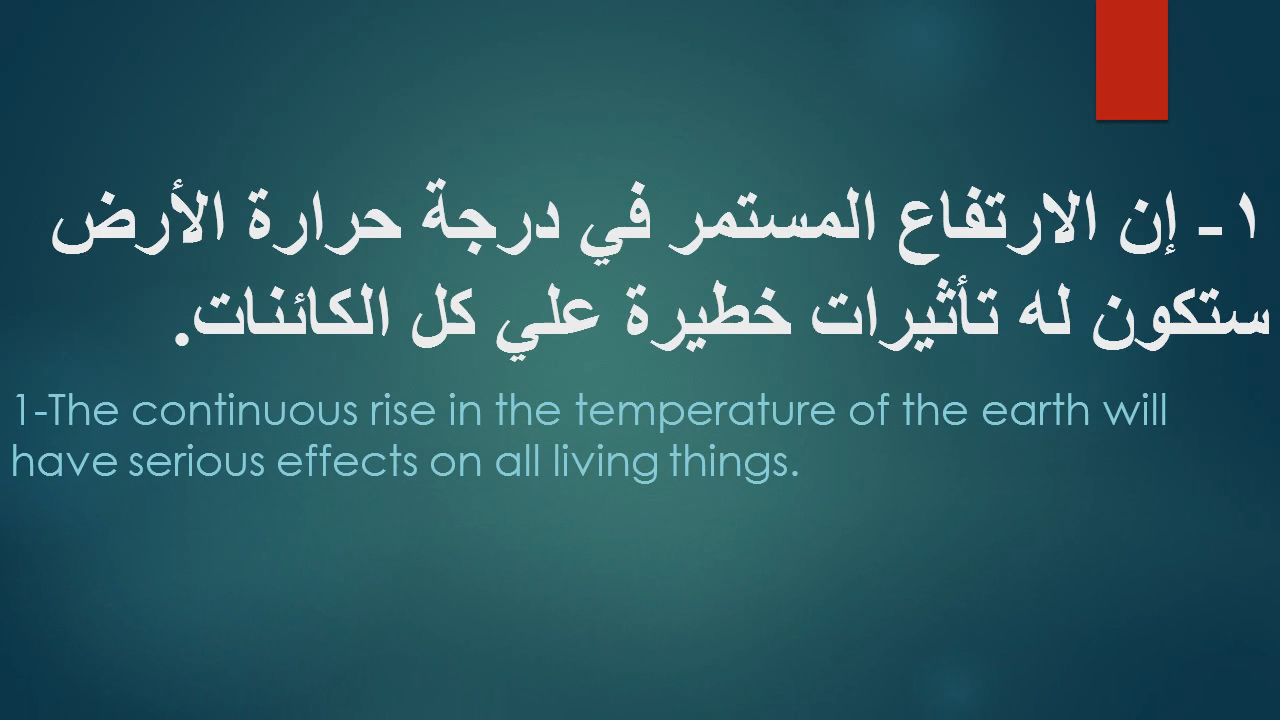 ١- إن الارتفاع المستمر في درجة حرارة الأرض
ستكون له تأثيرات خطيرة علي كل الكائنات.
1-The continuous rise in the temperature of the earth will
have serious effects on all living things.